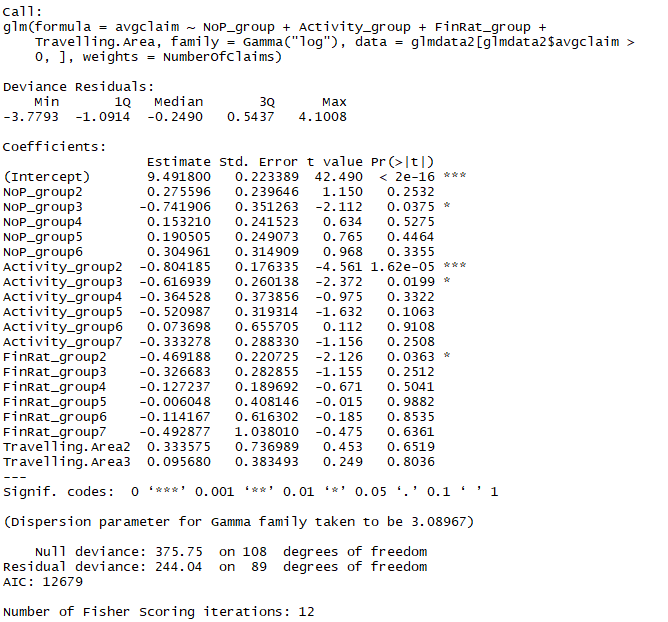 Call:
glm(formula = avgclaim ~ NoP_group + Activity_group + FinRat_group +
    Travelling.Area, family = Gamma("log"), data = glmdata2[glmdata2$avgclaim >
    0, ], weights = NumberOfClaims)
Deviance Residuals:
    Min       1Q   Median       3Q      Max
-3.7793  -1.0914  -0.2490   0.5437   4.1008
Coefficients:
                  Estimate Std. Error t value Pr(>|t|)
(Intercept)       9.491800   0.223389  42.490  < 2e-16 ***
NoP_group2        0.275596   0.239646   1.150   0.2532
NoP_group3       -0.741906   0.351263  -2.112   0.0375 *
NoP_group4        0.153210   0.241523   0.634   0.5275
NoP_group5        0.190505   0.249073   0.765   0.4464
NoP_group6        0.304961   0.314909   0.968   0.3355
Activity_group2  -0.804185   0.176335  -4.561 1.62e-05 ***
Activity_group3  -0.616939   0.260138  -2.372   0.0199 *
Activity_group4  -0.364528   0.373856  -0.975   0.3322
Activity_group5  -0.520987   0.319314  -1.632   0.1063
Activity_group6   0.073698   0.655705   0.112   0.9108
Activity_group7  -0.333278   0.288330  -1.156   0.2508
FinRat_group2    -0.469188   0.220725  -2.126   0.0363 *
FinRat_group3    -0.326683   0.282855  -1.155   0.2512
FinRat_group4    -0.127237   0.189692  -0.671   0.5041
FinRat_group5    -0.006048   0.408146  -0.015   0.9882
FinRat_group6    -0.114167   0.616302  -0.185   0.8535
FinRat_group7    -0.492877   1.038010  -0.475   0.6361
Travelling.Area2  0.333575   0.736989   0.453   0.6519
Travelling.Area3  0.095680   0.383493   0.249   0.8036
---
Signif. codes:  0 ‘***’ 0.001 ‘**’ 0.01 ‘*’ 0.05 ‘.’ 0.1 ‘ ’ 1
(Dispersion parameter for Gamma family taken to be 3.08967)
    Null deviance: 375.75  on 108  degrees of freedom
Residual deviance: 244.04  on  89  degrees of freedom
AIC: 12679
Number of Fisher Scoring iterations: 12